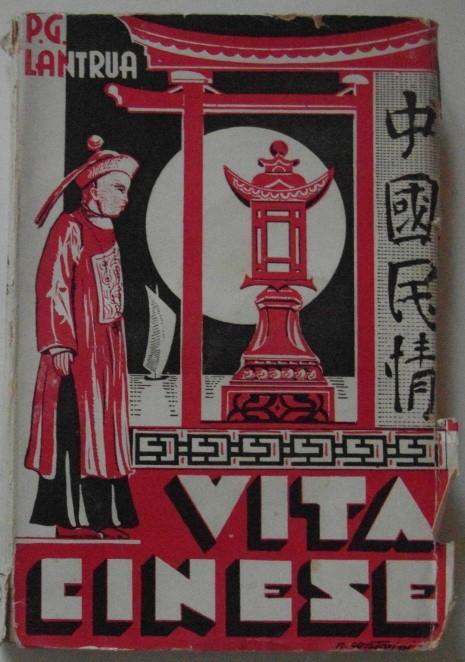 P.G.
LANTRUA
中國民情
VITA
CINESE